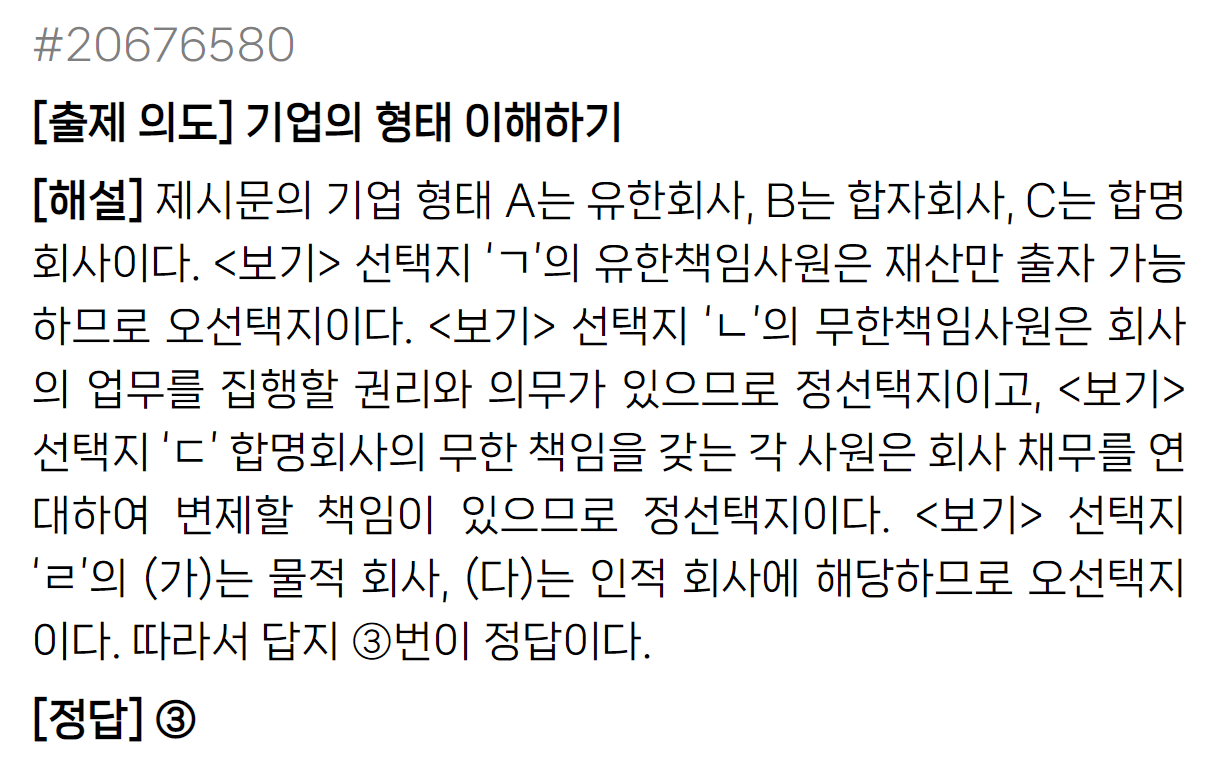 #20676580
[출제 의도] 기업의 형태 이해하기
[해설] 제시문의 기업 형태 A는 유한회사, B는 합자회사, C는 합명
회사이다. <보기> 선택지 ‘ㄱ’의 유한책임사원은 재산만 출자 가능
하므로 오선택지이다. <보기> 선택지 ‘ㄴ’의 무한책임사원은 회사
의 업무를 집행할 권리와 의무가 있으므로 정선택지이고, <보기>
선택지 ‘ㄷ’ 합명회사의 무한 책임을 갖는 각 사원은 회사 채무를 연
대하여 변제할 책임이 있으므로 정선택지이다. <보기> 선택지
‘ㄹ’의 (가)는 물적 회사, (다)는 인적 회사에 해당하므로 오선택지
이다. 따라서 답지 ③번이 정답이다.
[정답] ③